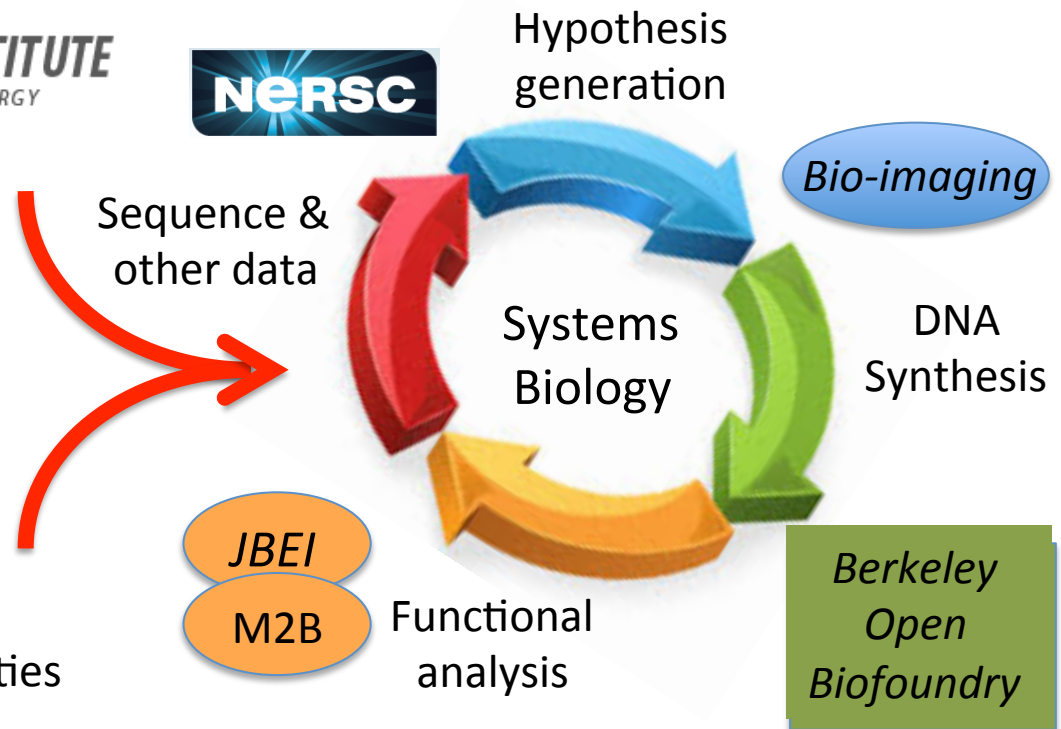 TITUTE
RGY
NERSC
Hypothesis
generation
Bio-imaging
Sequence &
other data
Systems
Biology
DNA
Synthesis
JBEI
M2B
Functional
analysis
Berkeley
Open
Biofoundry
ties